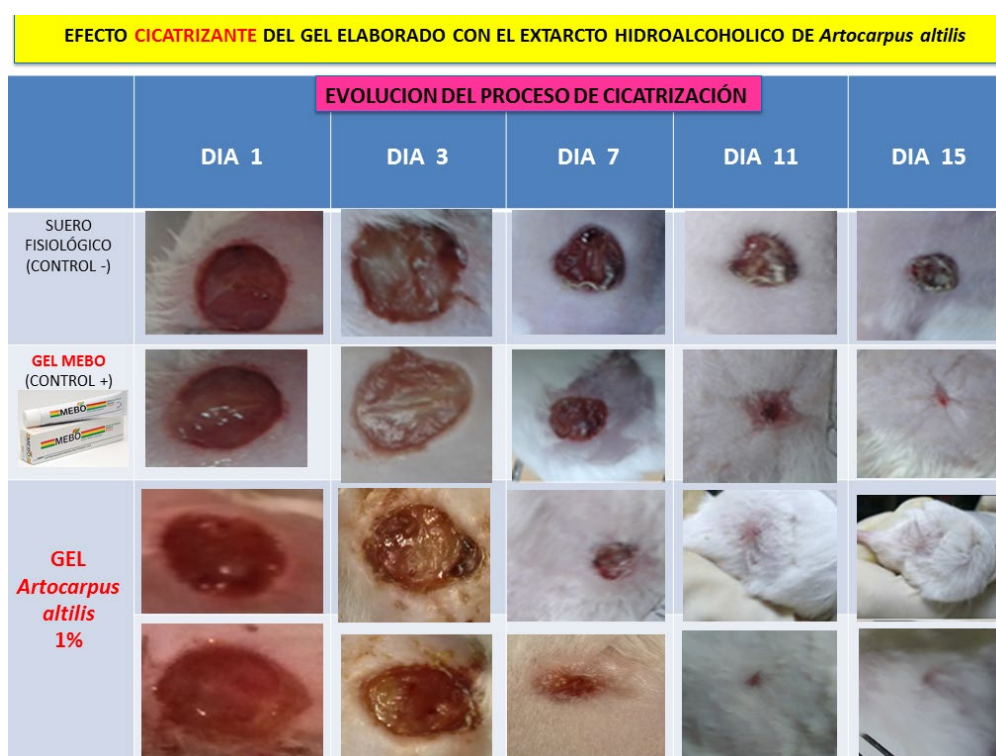 EFECTO CICATRIZANTE DEL GEL ELABORADO CON EL EXTARCTO HIDROALCOHOLICO DE Artocarpus altilis
EVOLUCION DEL PROCESO DE CICATRIZACIÓN
DIA 1
DIA 3
DIA 7
DIA 11
DIA 15
SUERO
FISIOLÓGICO
(CONTROL -)
GEL MEBO
(CONTROL +)
MEBO
MEBO
GEL
Artocarpus
altilis
1%